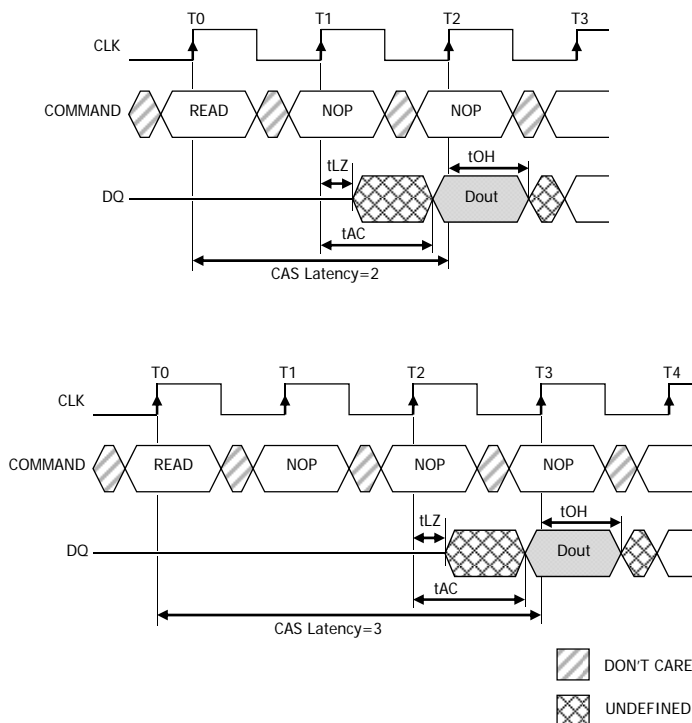 T0 T1 T2 T3
CLK
COMMAND READ NOP NOP
tLZ tOH
DQ Dout
tAC
CAS Latency=2
T0 T1 T2 T3 T4
CLK
COMMAND READ NOP NOP NOP
tLZ tOH
DQ Dout
tAC
CAS Latency=3
DON'T CARE
UNDEFINED